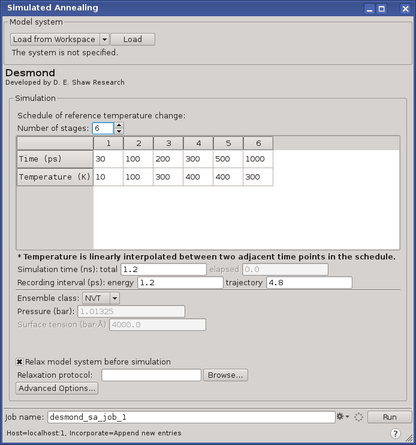 Simulated Annealing
Model system
Load from Workspace Load
The system is not specified.
Desmond
Developed by D. E. Shaw Research
Simulation
Schedule of reference temperature change:
Number of stages: 6
1 2 3 4 5 6
Time (ps) 30 100 200 300 500 1000
Temperature (K) 10 100 300 400 400 300
* Temperature is linearly interpolated between two adjacent time points in the schedule.
Simulation time (ns): total 1.2 elapsed 0.0
Recording interval (ps): energy 1.2 trajectory 4.8
Ensemble class: NVT
Pressure (bar): 1.01325
Surface tension (bar·Å) 4000.0
Relax model system before simulation
Relaxation protocol: Browse...
Advanced Options...
Job name: desmond_sa_job_1 Run
Host=localhost:1, Incorporate=Append new entries ?